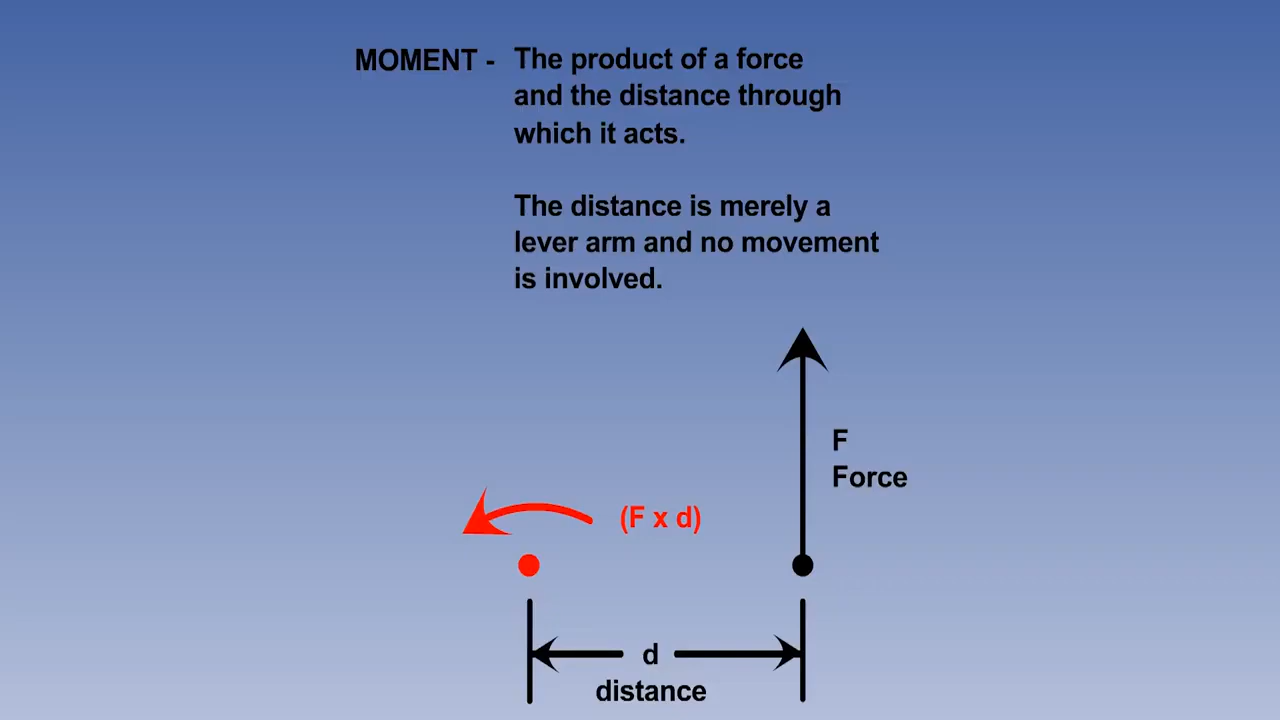 MOMENT - The product of a force
and the distance through
which it acts.
The distance is merely a
lever arm and no movement
is involved.
F
Force
(F x d)
d
distance